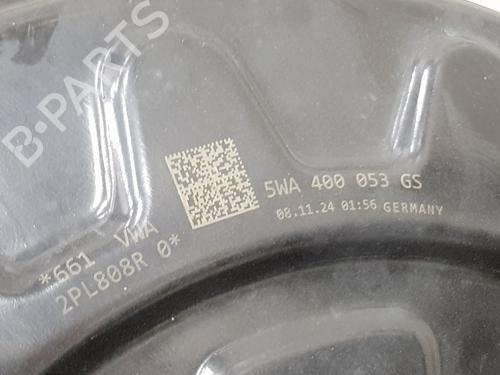 B-PARTS
5WA 400 053 GS
08.11.24 01:56 GERMANY
*661 VWA
2PL808R 0*